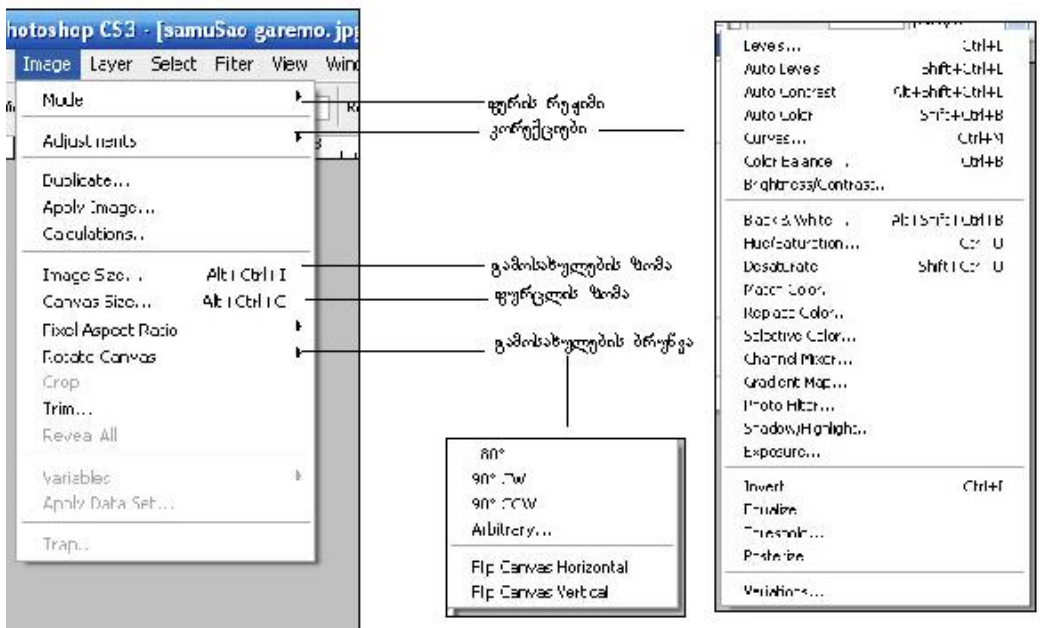 hotoshop CS3 - [samuSao garemo.jpg
Image Layer Select Filter View Wind
Mode
Adjustments
Duplicate...
Apply Image...
Calculations...
Image Size... Alt+Ctrl+I
Canvas Size... Alt+Ctrl+C
Pixel Aspect Ratio
Rotate Canvas
Crop
Trim...
Reveal All
Variables
Apply Data Set...
Trap...
ფერის რეჟიმი
კორექციები
გამოსახულების ზომა
ფურცლის ზომა
გამოსახულების ბრუნვა
180°
90° CW
90° CCW
Arbitrary...
Flip Canvas Horizontal
Flip Canvas Vertical
Levels... Ctrl+L
Auto Levels Shift+Ctrl+L
Auto Contrast Alt+Shift+Ctrl+L
Auto Color Shift+Ctrl+B
Curves... Ctrl+M
Color Balance... Ctrl+B
Brightness/Contrast...
Black & White... Alt+Shift+Ctrl+B
Hue/Saturation... Ctrl+U
Desaturate Shift+Ctrl+U
Match Color...
Replace Color...
Selective Color...
Channel Mixer...
Gradient Map...
Photo Filter...
Shadow/Highlight...
Exposure...
Invert Ctrl+I
Equalize
Threshold...
Posterize...
Variations...